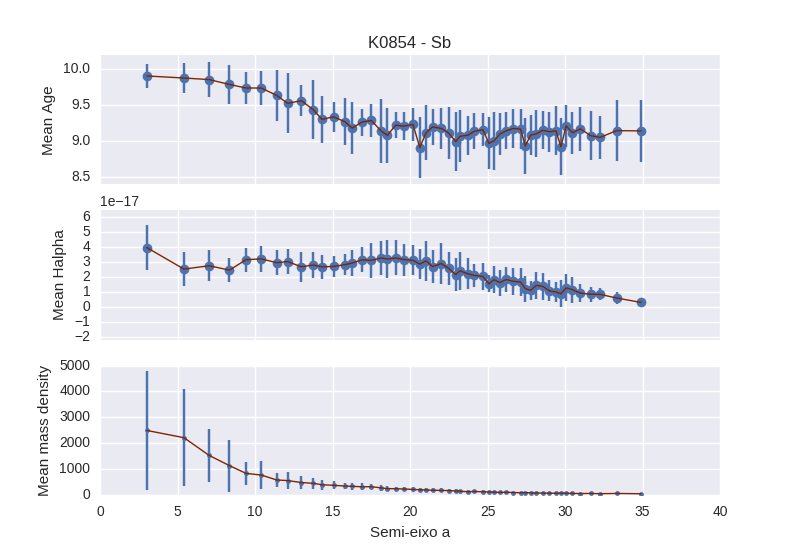 K0854 - Sb
Mean Age
10.0
9.5
9.0
8.5
1e−17
Mean Halpha
6
5
4
3
2
1
0
−1
−2
Mean mass density
5000
4000
3000
2000
1000
0
0 5 10 15 20 25 30 35 40
Semi-eixo a